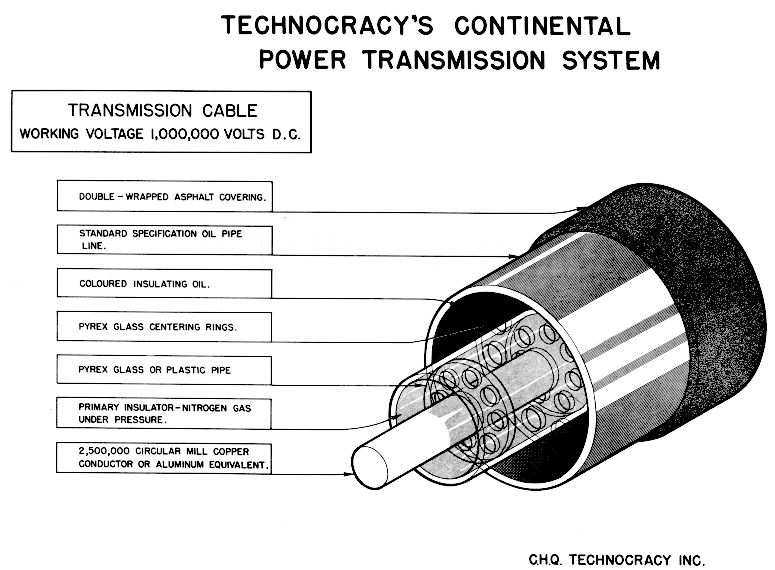 TECHNOCRACY'S CONTINENTAL
POWER TRANSMISSION SYSTEM
TRANSMISSION CABLE
WORKING VOLTAGE 1,000,000 VOLTS D.C.
DOUBLE-WRAPPED ASPHALT COVERING.
STANDARD SPECIFICATION OIL PIPE
LINE.
COLOURED INSULATING OIL.
PYREX GLASS CENTERING RINGS.
PYREX GLASS OR PLASTIC PIPE
PRIMARY INSULATOR-NITROGEN GAS
UNDER PRESSURE.
2,500,000 CIRCULAR MILL COPPER
CONDUCTOR OR ALUMINUM EQUIVALENT.
C.H.Q. TECHNOCRACY INC.